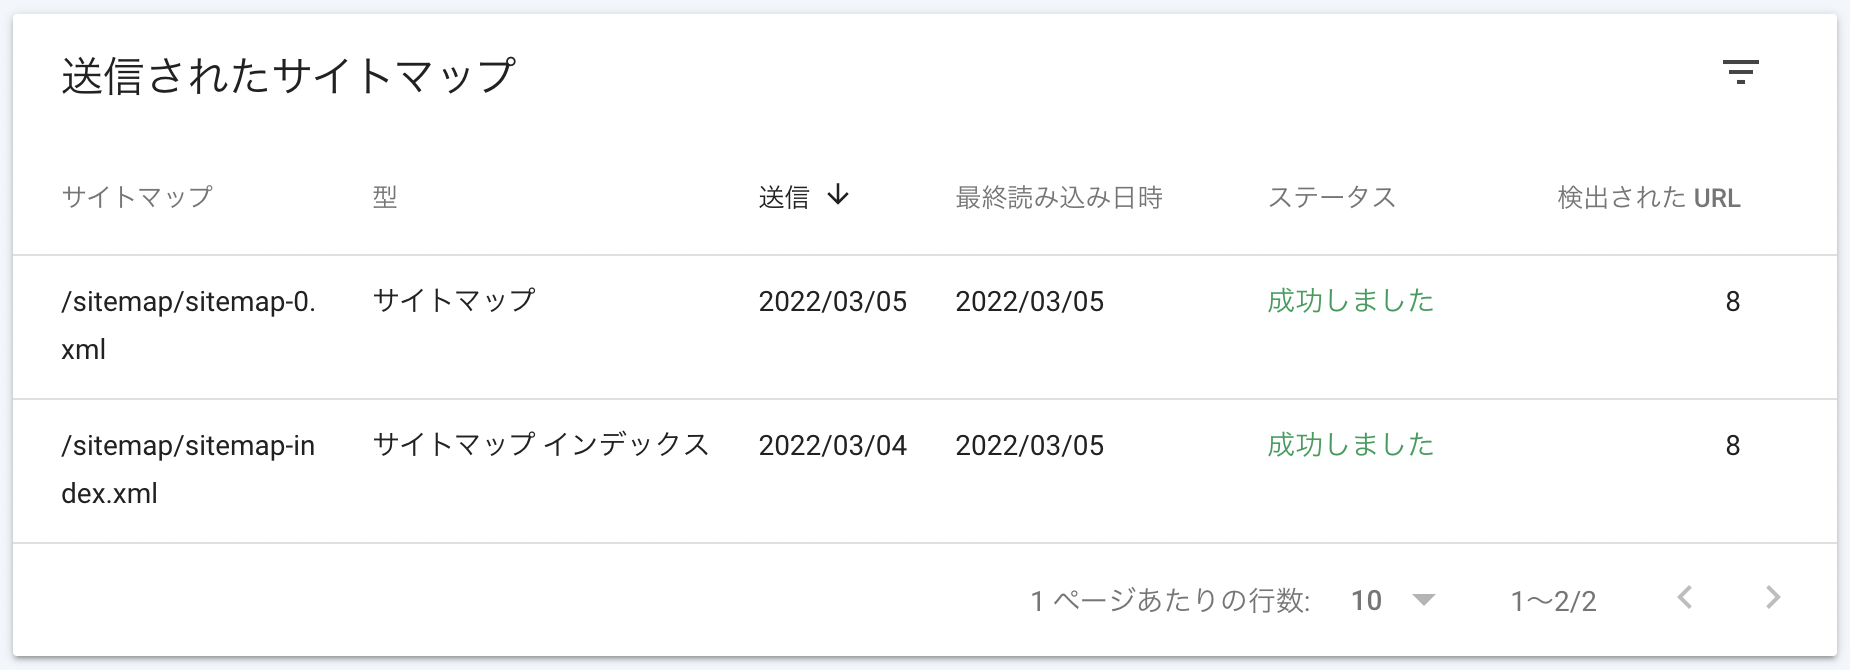 送信されたサイトマップ
サイトマップ 型 送信 ↓ 最終読み込み日時 ステータス 検出された URL
/sitemap/sitemap-0. サイトマップ 2022/03/05 2022/03/05 成功しました 8
xml
/sitemap/sitemap-in サイトマップ インデックス 2022/03/04 2022/03/05 成功しました 8
dex.xml
1 ページあたりの行数: 10 1～2/2